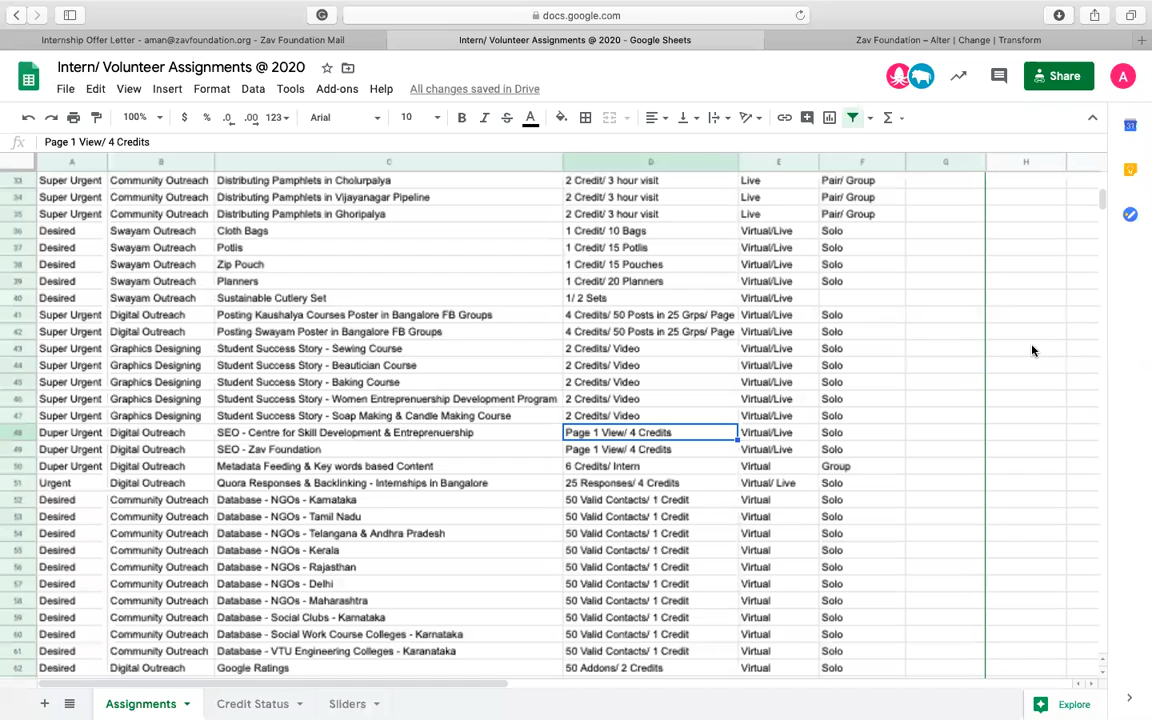 docs.google.com
Internship Offer Letter - aman@zavfoundation.org - Zav Foundation Mail
Intern/ Volunteer Assignments @ 2020 - Google Sheets
Zav Foundation – Alter | Change | Transform
Intern/ Volunteer Assignments @ 2020
Share
A
File Edit View Insert Format Data Tools Add-ons Help All changes saved in Drive
100% $ % .0 .00 123 Arial 10 B I S A
fx Page 1 View/ 4 Credits
A B C D E F G H
33 Super Urgent Community Outreach Distributing Pamphlets in Cholurpalya 2 Credit/ 3 hour visit Live Pair/ Group
34 Super Urgent Community Outreach Distributing Pamphlets in Vijayanagar Pipeline 2 Credit/ 3 hour visit Live Pair/ Group
35 Super Urgent Community Outreach Distributing Pamphlets in Ghoripalya 2 Credit/ 3 hour visit Live Pair/ Group
36 Desired Swayam Outreach Cloth Bags 1 Credit/ 10 Bags Virtual/Live Solo
37 Desired Swayam Outreach Potlis 1 Credit/ 15 Potlis Virtual/Live Solo
38 Desired Swayam Outreach Zip Pouch 1 Credit/ 15 Pouches Virtual/Live Solo
39 Desired Swayam Outreach Planners 1 Credit/ 20 Planners Virtual/Live Solo
40 Desired Swayam Outreach Sustainable Cutlery Set 1/ 2 Sets Virtual/Live
41 Super Urgent Digital Outreach Posting Kaushalya Courses Poster in Bangalore FB Groups 4 Credits/ 50 Posts in 25 Grps/ Page Virtual/Live Solo
42 Super Urgent Digital Outreach Posting Swayam Poster in Bangalore FB Groups 4 Credits/ 50 Posts in 25 Grps/ Page Virtual/Live Solo
43 Super Urgent Graphics Designing Student Success Story - Sewing Course 2 Credits/ Video Virtual/Live Solo
44 Super Urgent Graphics Designing Student Success Story - Beautician Course 2 Credits/ Video Virtual/Live Solo
45 Super Urgent Graphics Designing Student Success Story - Baking Course 2 Credits/ Video Virtual/Live Solo
46 Super Urgent Graphics Designing Student Success Story - Women Entreprenuership Development Program 2 Credits/ Video Virtual/Live Solo
47 Super Urgent Graphics Designing Student Success Story - Soap Making & Candle Making Course 2 Credits/ Video Virtual/Live Solo
48 Duper Urgent Digital Outreach SEO - Centre for Skill Development & Entreprenuership Page 1 View/ 4 Credits Virtual/Live Solo
49 Duper Urgent Digital Outreach SEO - Zav Foundation Page 1 View/ 4 Credits Virtual/Live Solo
50 Duper Urgent Digital Outreach Metadata Feeding & Key words based Content 6 Credits/ Intern Virtual Group
51 Urgent Digital Outreach Quora Responses & Backlinking - Internships in Bangalore 25 Responses/ 4 Credits Virtual/ Live Solo
52 Desired Community Outreach Database - NGOs - Karnataka 50 Valid Contacts/ 1 Credit Virtual Solo
53 Desired Community Outreach Database - NGOs - Tamil Nadu 50 Valid Contacts/ 1 Credit Virtual Solo
54 Desired Community Outreach Database - NGOs - Telangana & Andhra Pradesh 50 Valid Contacts/ 1 Credit Virtual Solo
55 Desired Community Outreach Database - NGOs - Kerala 50 Valid Contacts/ 1 Credit Virtual Solo
56 Desired Community Outreach Database - NGOs - Rajasthan 50 Valid Contacts/ 1 Credit Virtual Solo
57 Desired Community Outreach Database - NGOs - Delhi 50 Valid Contacts/ 1 Credit Virtual Solo
58 Desired Community Outreach Database - NGOs - Maharashtra 50 Valid Contacts/ 1 Credit Virtual Solo
59 Desired Community Outreach Database - Social Clubs - Karnataka 50 Valid Contacts/ 1 Credit Virtual Solo
60 Desired Community Outreach Database - Social Work Course Colleges - Karnataka 50 Valid Contacts/ 1 Credit Virtual Solo
61 Desired Community Outreach Database - VTU Engineering Colleges - Karanataka 50 Valid Contacts/ 1 Credit Virtual Solo
62 Desired Digital Outreach Google Ratings 50 Addons/ 2 Credits Virtual Solo
Assignments Credit Status Sliders Explore